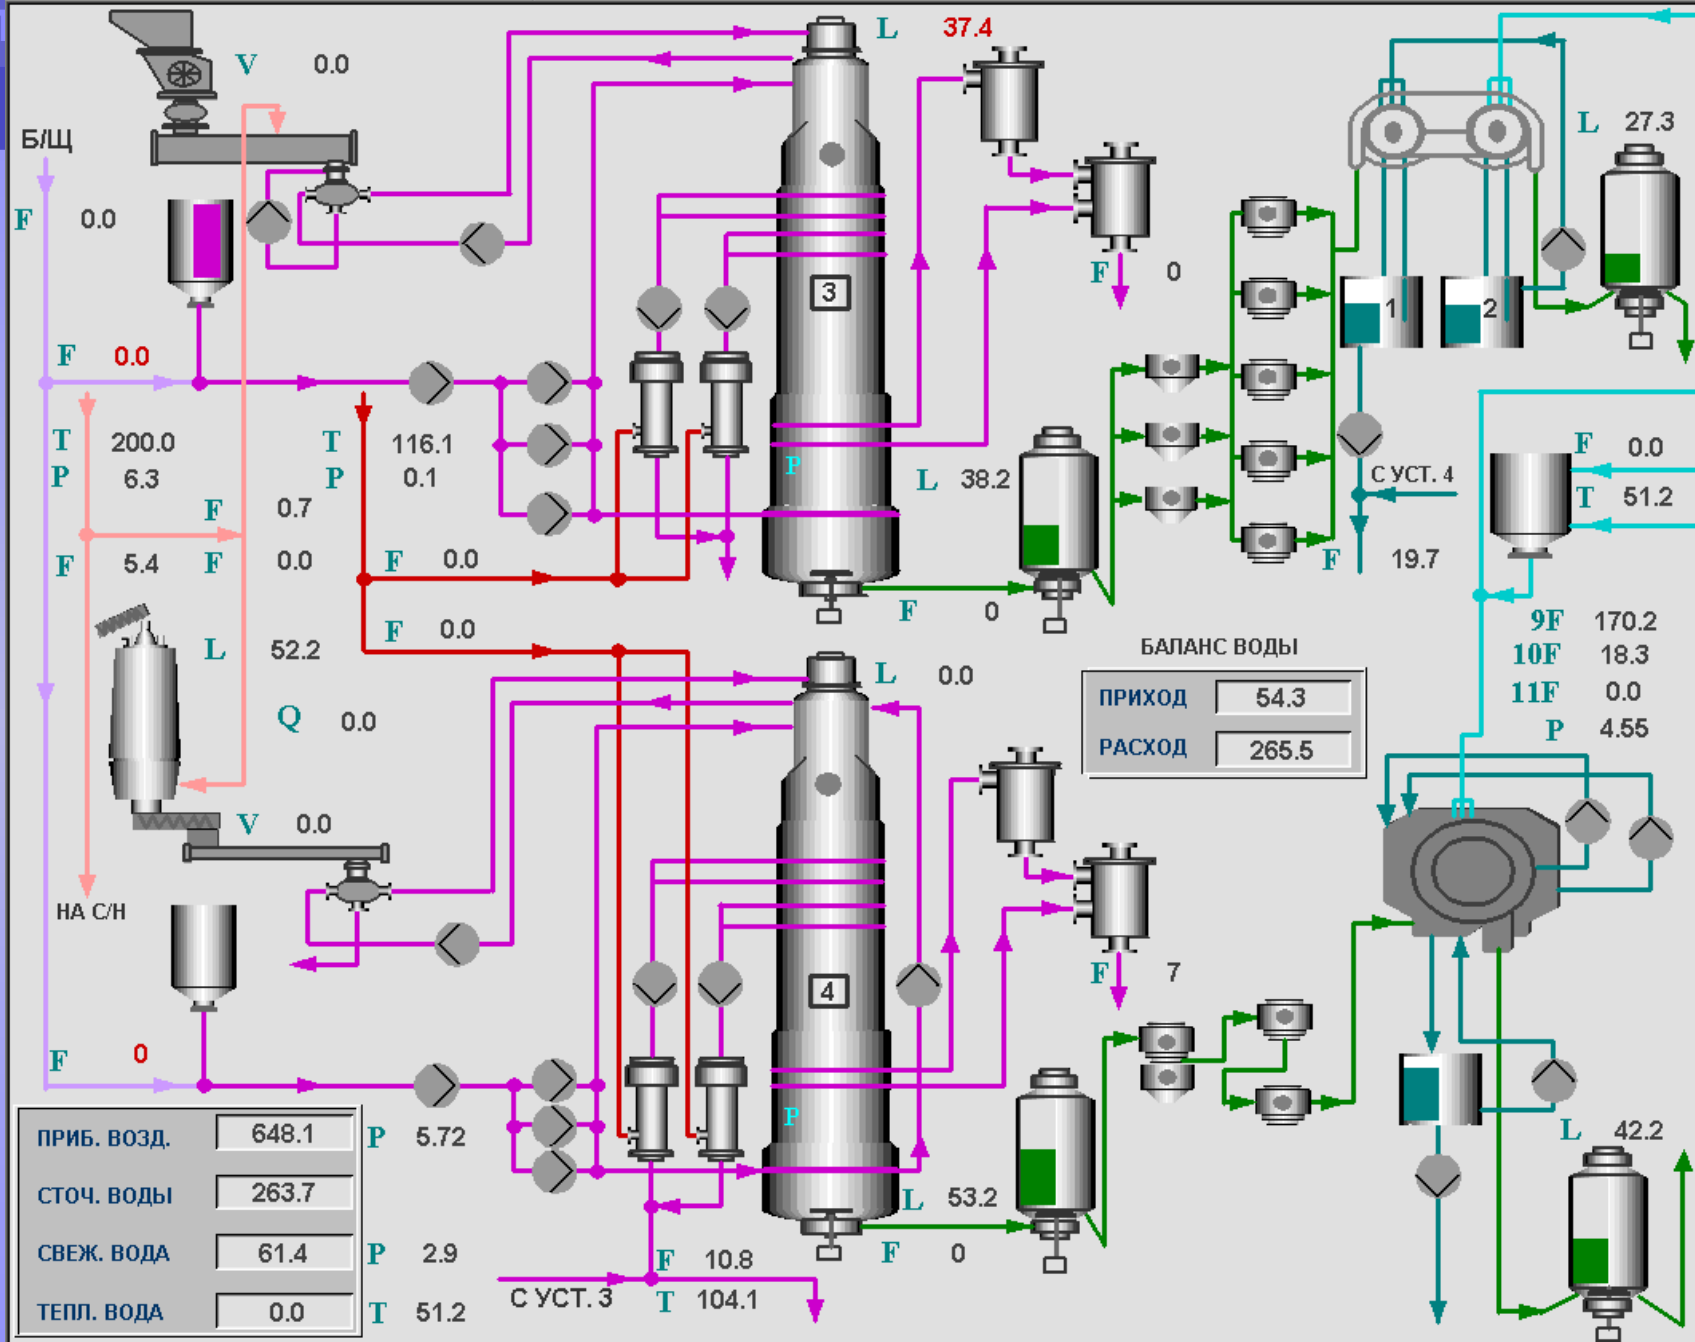 L 37.4
V 0.0
Б/Щ
L 27.3
F 0.0
F 0
3
1 2
F 0.0
T 200.0
P 6.3
T 116.1
P 0.1
P
L 38.2
С УСТ. 4
F 0.0
T 51.2
F 0.7
F 5.4
F 0.0
F 0.0
F 19.7
F 0
9F 170.2
10F 18.3
11F 0.0
P 4.55
F 0.0
L 52.2
L 0.0
БАЛАНС ВОДЫ
ПРИХОД 54.3
РАСХОД 265.5
Q 0.0
V 0.0
НА С/Н
4
F 7
F 0
P
ПРИБ. ВОЗД. 648.1 P 5.72
СТОЧ. ВОДЫ 263.7
СВЕЖ. ВОДА 61.4 P 2.9
ТЕПЛ. ВОДА 0.0 T 51.2
L 42.2
L 53.2
F 0
F 10.8
С УСТ. 3 T 104.1